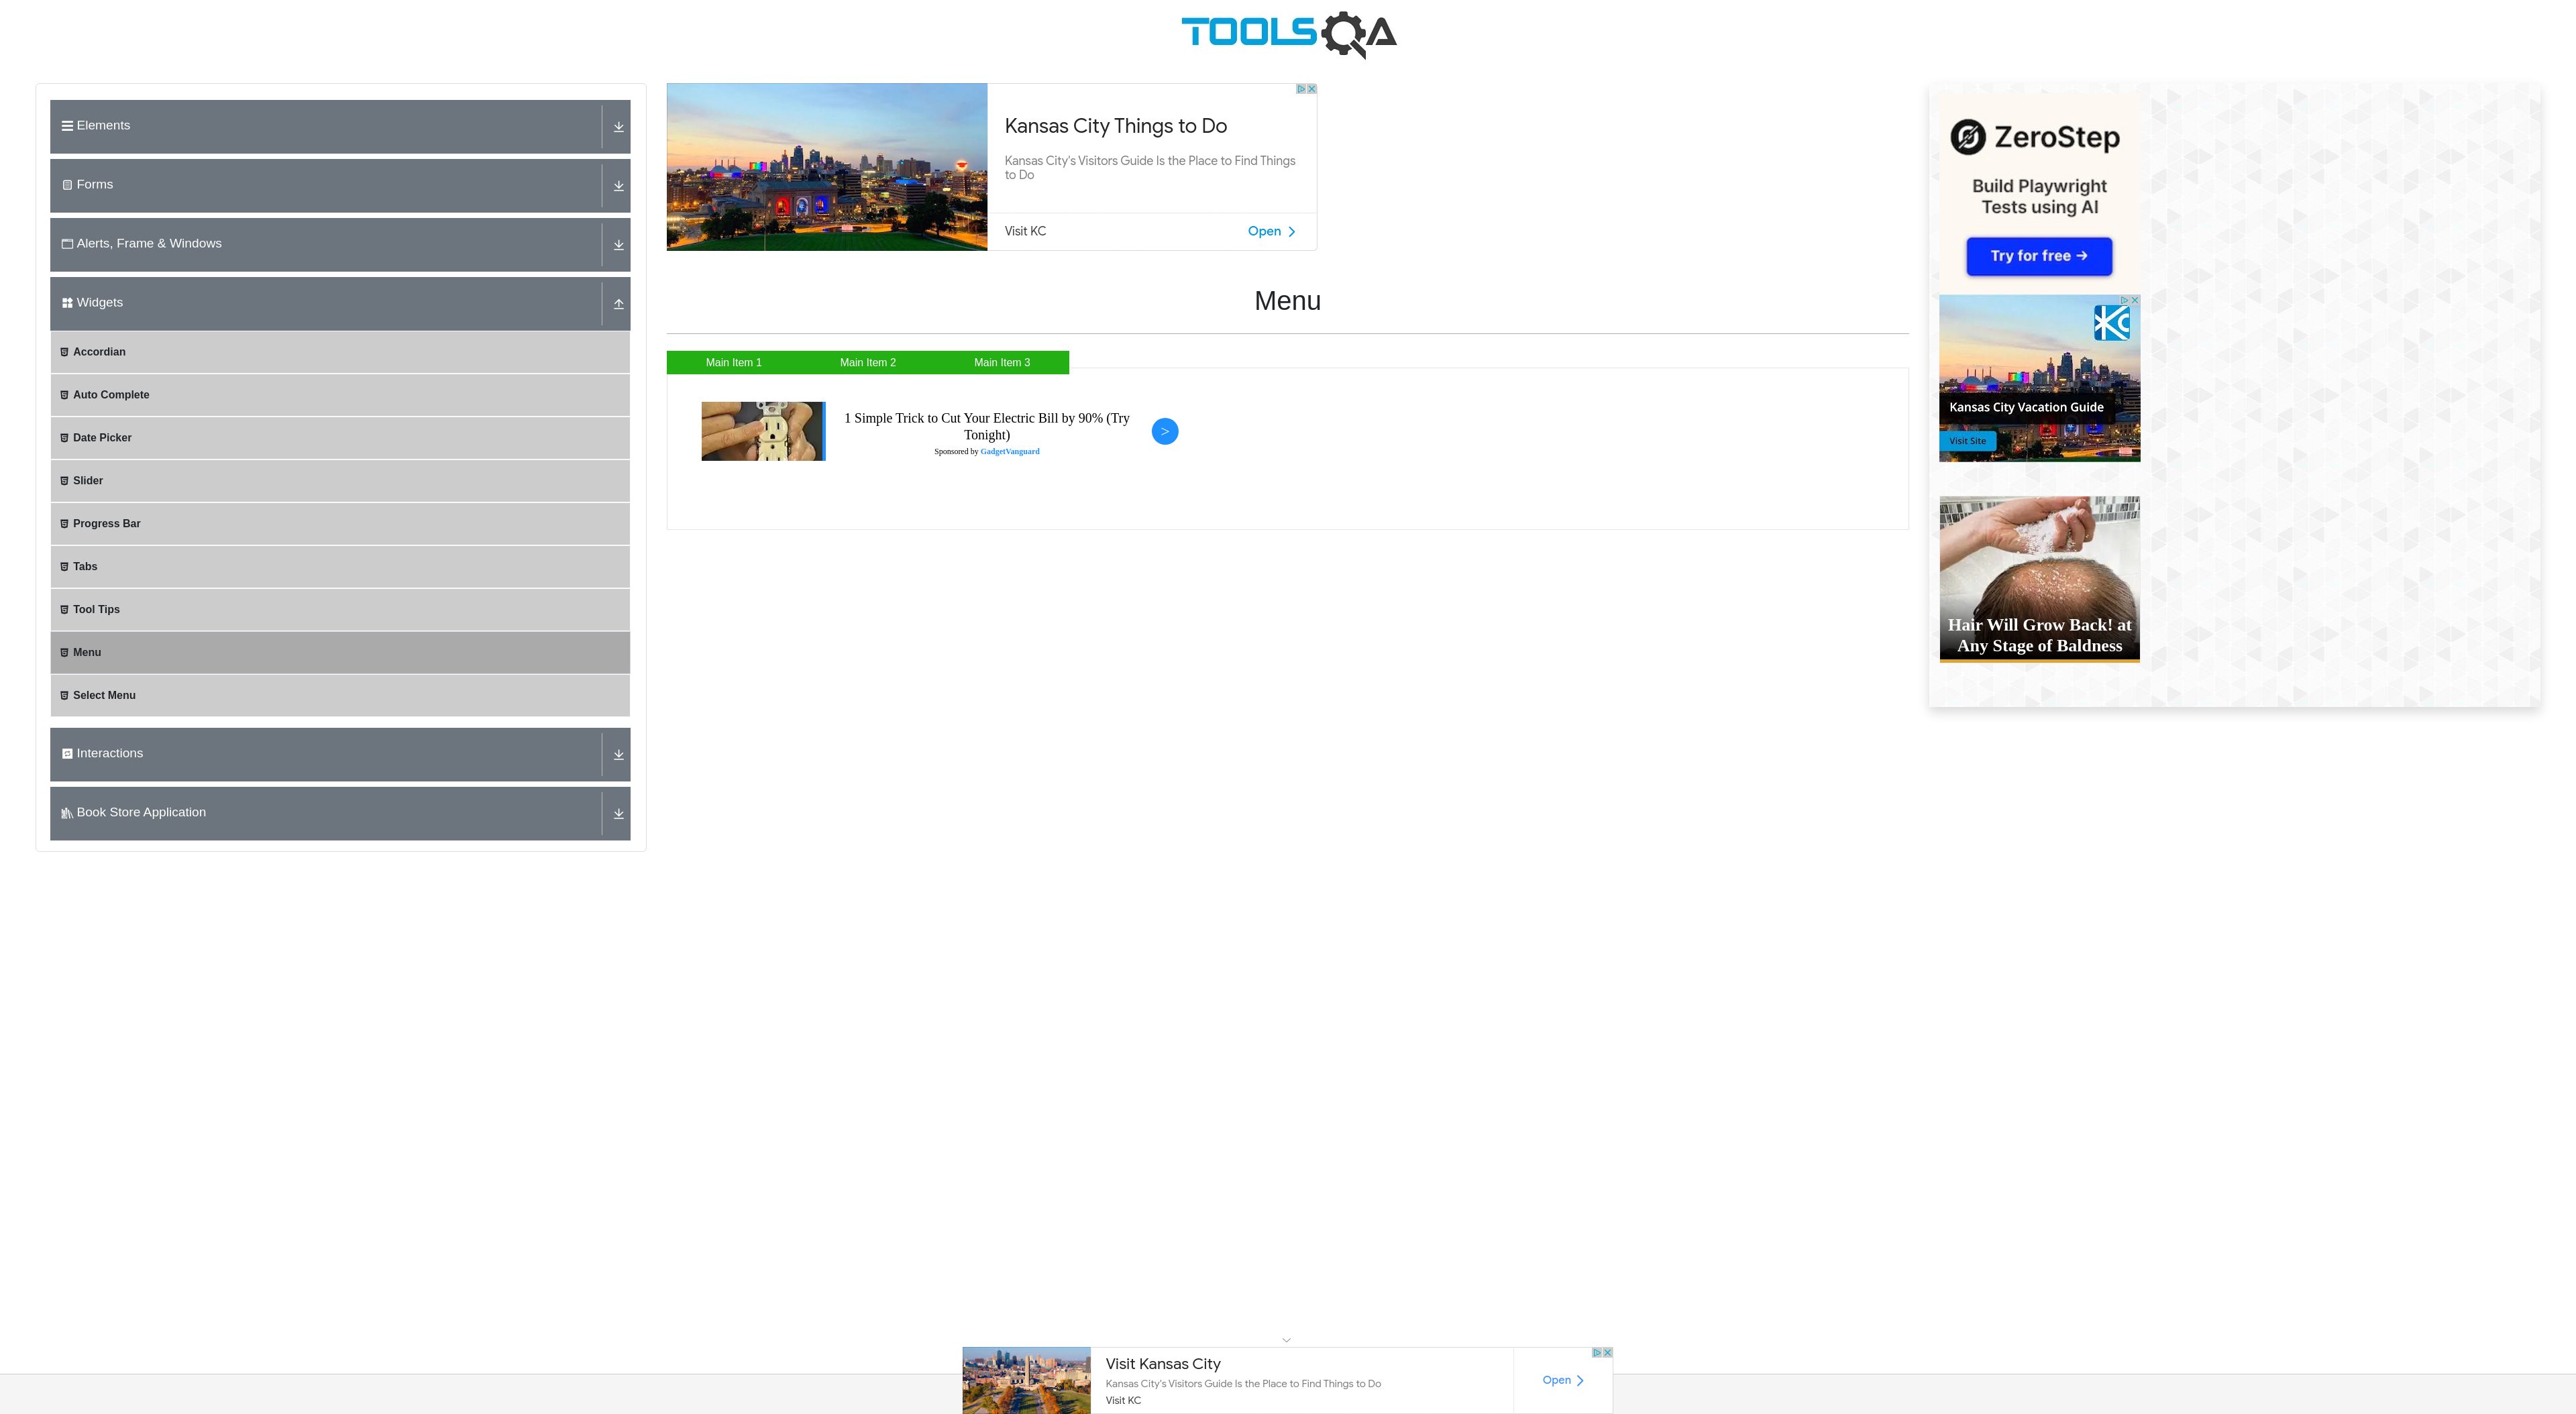 TOOLSQA
Elements
Forms
Alerts, Frame & Windows
Widgets
Accordian
Auto Complete
Date Picker
Slider
Progress Bar
Tabs
Tool Tips
Menu
Select Menu
Interactions
Book Store Application
Kansas City Things to Do
Kansas City's Visitors Guide Is the Place to Find Things
to Do
Visit KC
Open
Menu
Main Item 1
Main Item 2
Main Item 3
1 Simple Trick to Cut Your Electric Bill by 90% (Try
Tonight)
Sponsored by GadgetVanguard
>
ZeroStep
Build Playwright
Tests using AI
Try for free →
KC
Kansas City Vacation Guide
Visit Site
Hair Will Grow Back! at
Any Stage of Baldness
Visit Kansas City
Kansas City's Visitors Guide Is the Place to Find Things to Do
Visit KC
Open